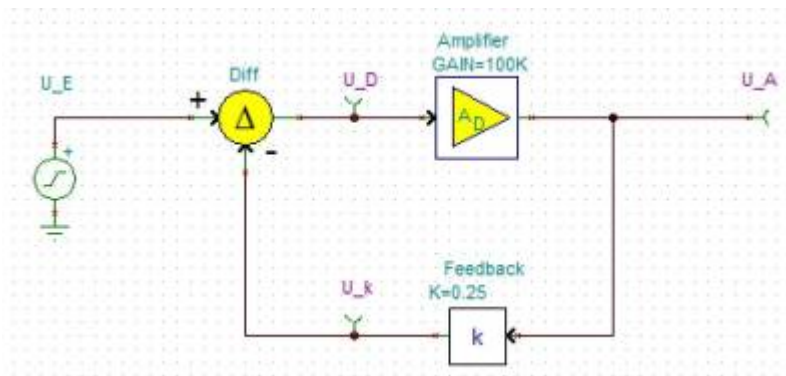 Amplifier
GAIN=100K
U_E
Diff
U_D
U_A
+
+
Δ
A_D
-
Feedback
K=0.25
U_k
k